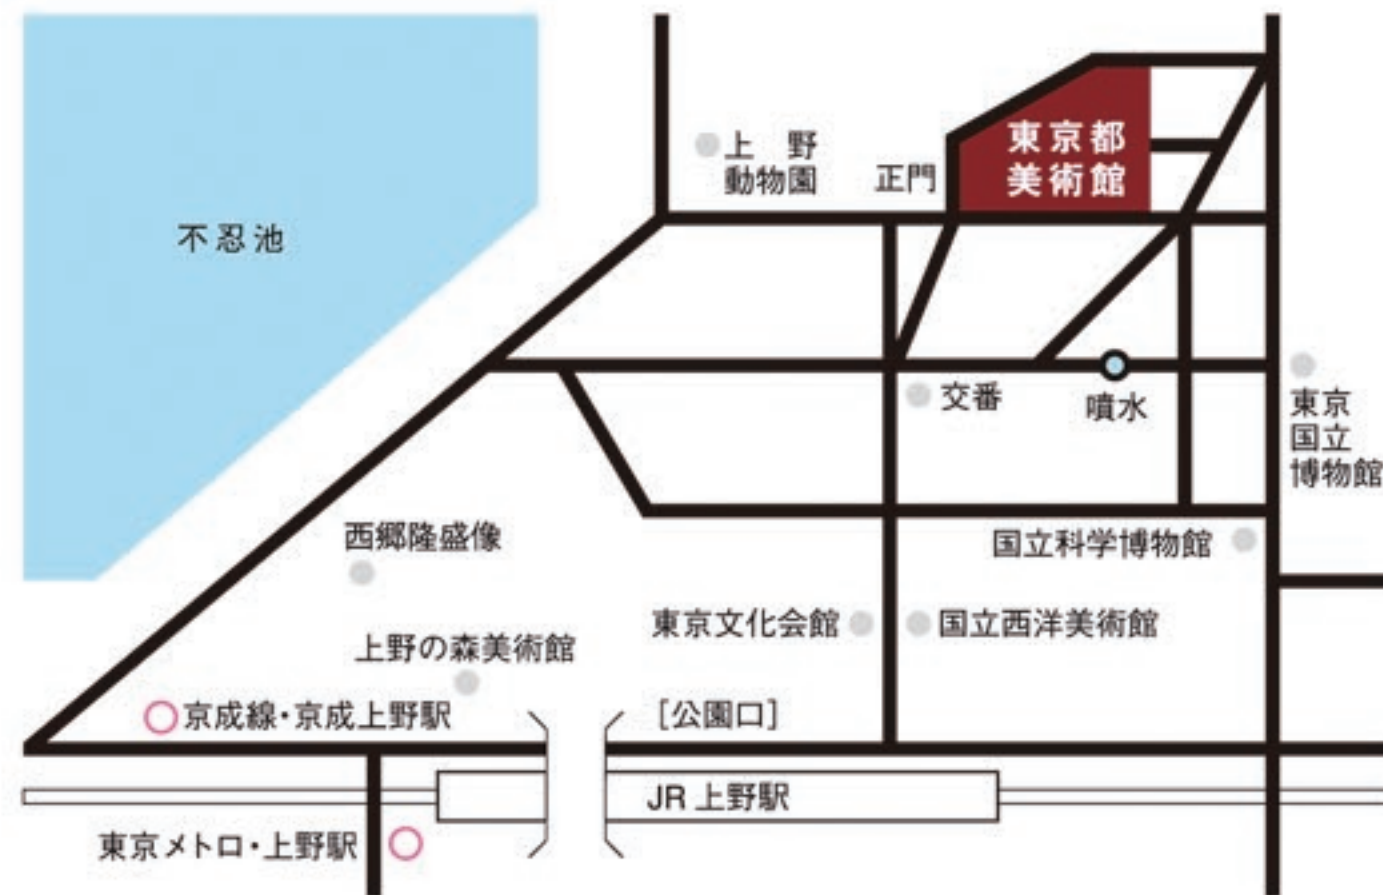 東京都
美術館
上 野
動物園
正門
不忍池
交番
噴水
東京
国立
博物館
西郷隆盛像
国立科学博物館
東京文化会館
国立西洋美術館
上野の森美術館
京成線・京成上野駅
[公園口]
JR 上野駅
東京メトロ・上野駅